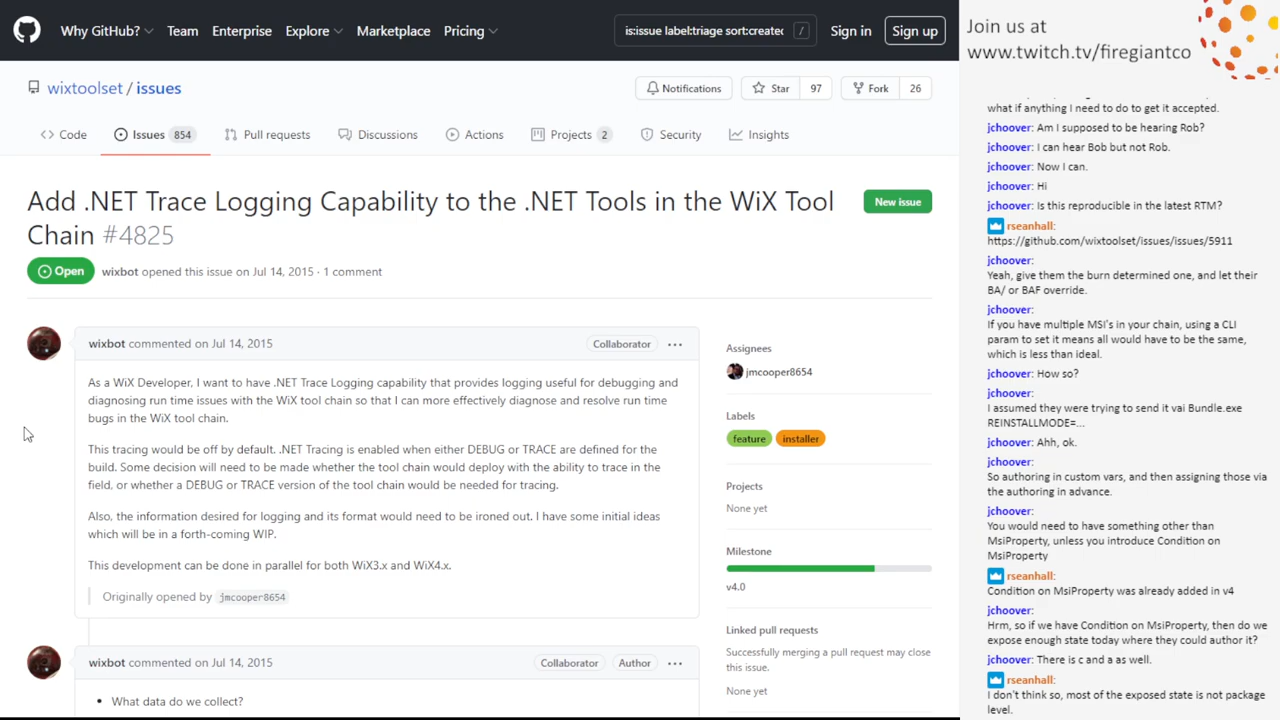 Why GitHub?
Team
Enterprise
Explore
Marketplace
Pricing
is:issue label:triage sort:created
/
Sign in
Sign up
wixtoolset / issues
Notifications
Star 97
Fork 26
Code
Issues 854
Pull requests
Discussions
Actions
Projects 2
Security
Insights
Add .NET Trace Logging Capability to the .NET Tools in the WiX Tool
Chain #4825
New issue
Open
wixbot opened this issue on Jul 14, 2015 · 1 comment
wixbot commented on Jul 14, 2015
Collaborator
As a WiX Developer, I want to have .NET Trace Logging capability that provides logging useful for debugging and
diagnosing run time issues with the WiX tool chain so that I can more effectively diagnose and resolve run time
bugs in the WiX tool chain.
This tracing would be off by default. .NET Tracing is enabled when either DEBUG or TRACE are defined for the
build. Some decision will need to be made whether the tool chain would deploy with the ability to trace in the
field, or whether a DEBUG or TRACE version of the tool chain would be needed for tracing.
Also, the information desired for logging and its format would need to be ironed out. I have some initial ideas
which will be in a forth-coming WIP.
This development can be done in parallel for both WiX3.x and WiX4.x.
Originally opened by jmcooper8654
wixbot commented on Jul 14, 2015
Collaborator
Author
• What data do we collect?
Assignees
jmcooper8654
Labels
feature
installer
Projects
None yet
Milestone
v4.0
Linked pull requests
Successfully merging a pull request may close
this issue.
None yet
Join us at
www.twitch.tv/firegiantco
what if anything I need to do to get it accepted.
jchoover: Am I supposed to be hearing Rob?
jchoover: I can hear Bob but not Rob.
jchoover: Now I can.
jchoover: Hi
jchoover: Is this reproducible in the latest RTM?
rseanhall:
https://github.com/wixtoolset/issues/issues/5911
jchoover:
Yeah, give them the burn determined one, and let their
BA/ or BAF override.
jchoover:
If you have multiple MSI's in your chain, using a CLI
param to set it means all would have to be the same,
which is less than ideal.
jchoover: How so?
jchoover:
I assumed they were trying to send it vai Bundle.exe
REINSTALLMODE=...
jchoover: Ahh, ok.
jchoover:
So authoring in custom vars, and then assigning those via
the authoring in advance.
jchoover:
You would need to have something other than
MsiProperty, unless you introduce Condition on
MsiProperty
rseanhall:
Condition on MsiProperty was already added in v4
jchoover:
Hrm, so if we have Condition on MsiProperty, then do we
expose enough state today where they could author it?
jchoover: There is c and a as well.
rseanhall:
I don't think so, most of the exposed state is not package
level.